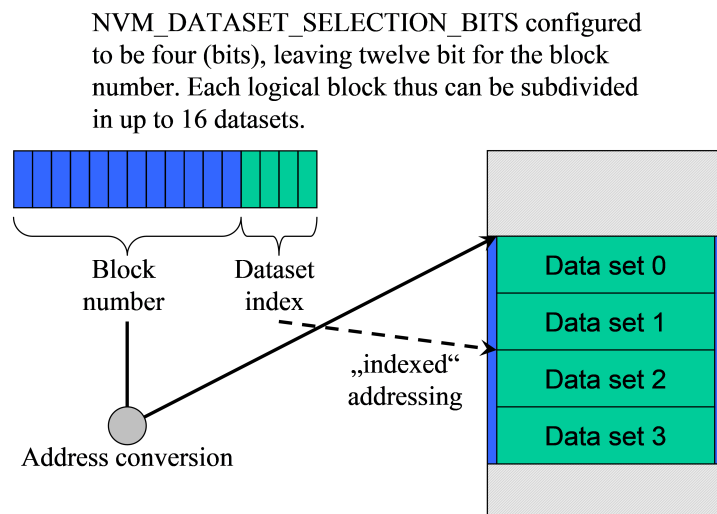 NVM_DATASET_SELECTION_BITS configured
to be four (bits), leaving twelve bit for the block
number. Each logical block thus can be subdivided
in up to 16 datasets.
Block
number
Dataset
index
„indexed“
addressing
Address conversion
Data set 0
Data set 1
Data set 2
Data set 3